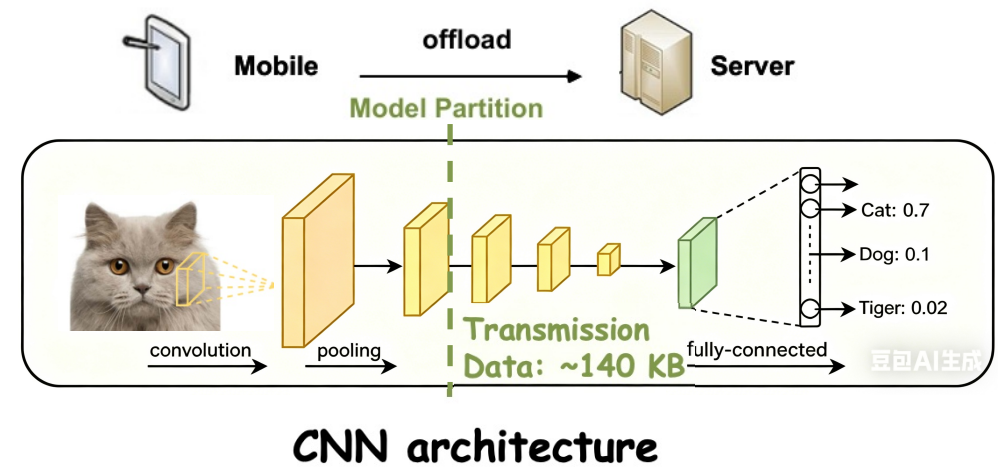 offload
Mobile
Server
Model Partition
Cat: 0.7
Dog: 0.1
Tiger: 0.02
Transmission
Data: ~140 KB
convolution
pooling
fully-connected
豆包AI生成
CNN architecture